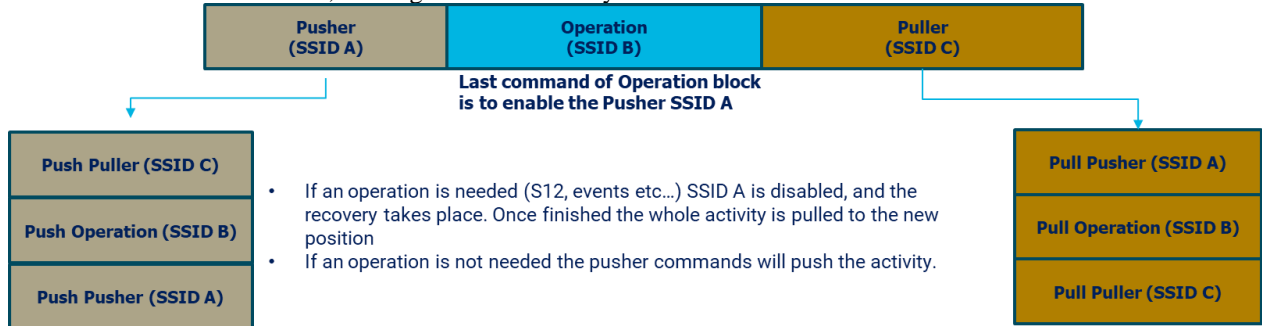 Pusher
(SSID A)
Operation
(SSID B)
Puller
(SSID C)
Last command of Operation block
is to enable the Pusher SSID A
Push Puller (SSID C)
Push Operation (SSID B)
Push Pusher (SSID A)
• If an operation is needed (S12, events etc...) SSID A is disabled, and the
recovery takes place. Once finished the whole activity is pulled to the new
position
• If an operation is not needed the pusher commands will push the activity.
Pull Pusher (SSID A)
Pull Operation (SSID B)
Pull Puller (SSID C)